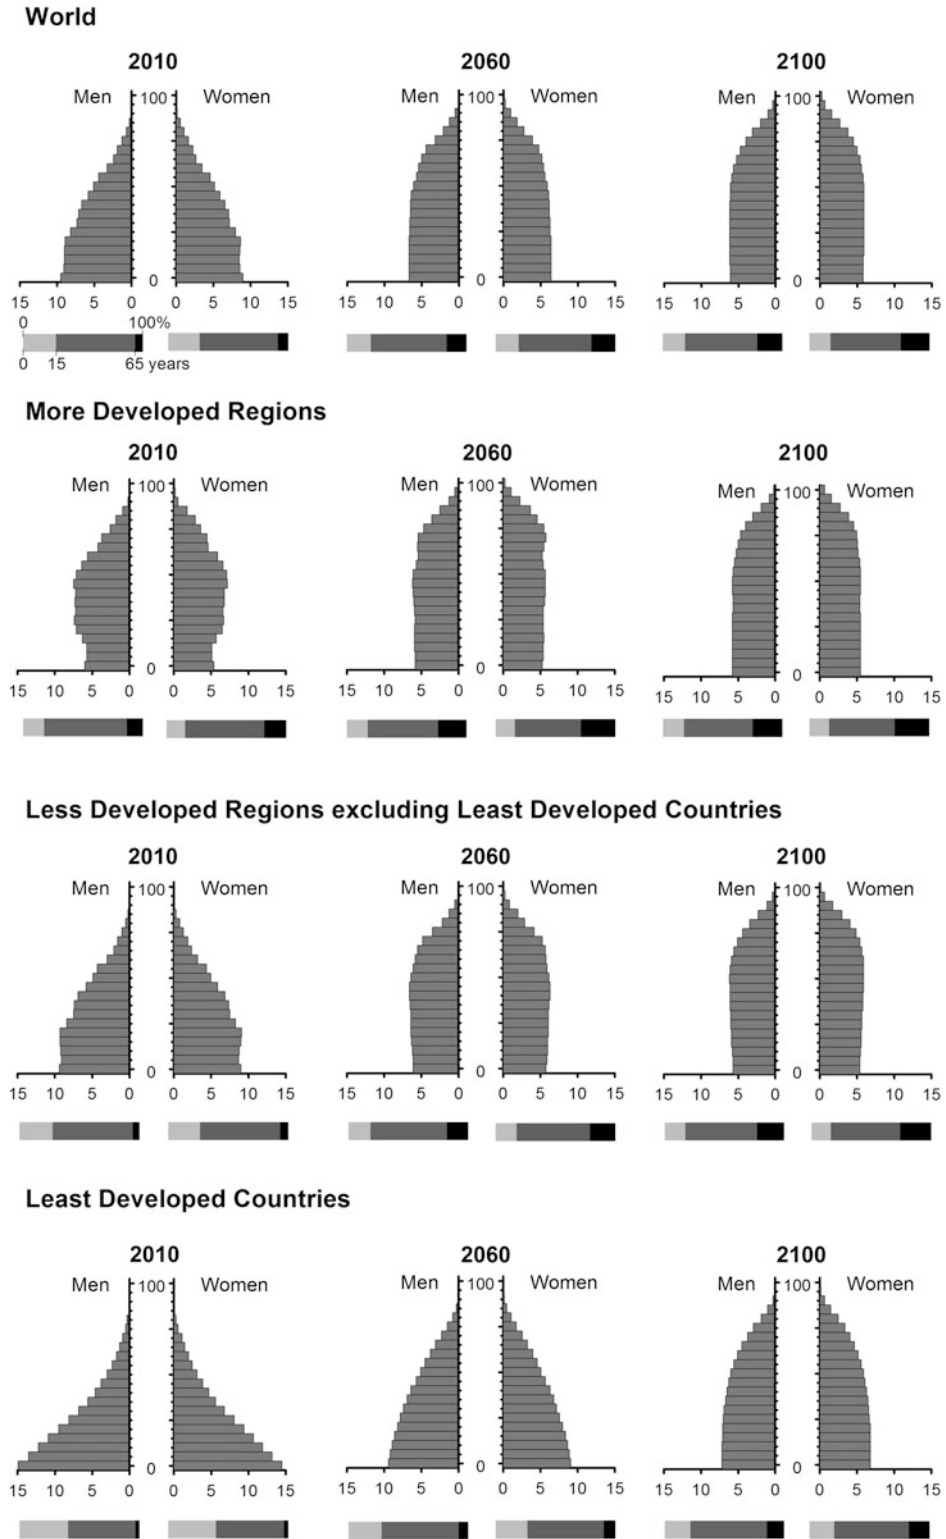 World
2010 2060 2100
Men 100 Women Men 100 Women Men 100 Women
0 0 0
15 10 5 0 0 5 10 15 15 10 5 0 0 5 10 15 15 10 5 0 0 5 10 15
0 100%
0 15 65 years
More Developed Regions
2010 2060 2100
Men 100 Women Men 100 Women Men 100 Women
0 0 0
15 10 5 0 0 5 10 15 15 10 5 0 0 5 10 15 15 10 5 0 0 5 10 15
Less Developed Regions excluding Least Developed Countries
2010 2060 2100
Men 100 Women Men 100 Women Men 100 Women
0 0 0
15 10 5 0 0 5 10 15 15 10 5 0 0 5 10 15 15 10 5 0 0 5 10 15
Least Developed Countries
2010 2060 2100
Men 100 Women Men 100 Women Men 100 Women
0 0 0
15 10 5 0 0 5 10 15 15 10 5 0 0 5 10 15 15 10 5 0 0 5 10 15